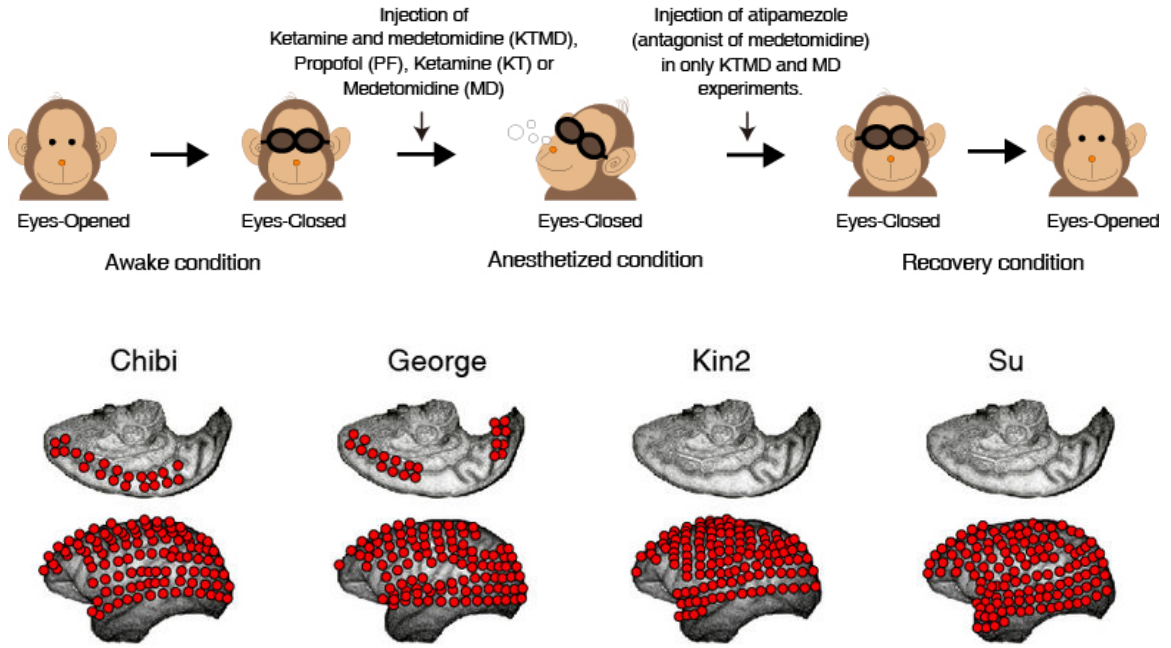 Injection of
Ketamine and medetomidine (KTMD),
Propofol (PF), Ketamine (KT) or
Medetomidine (MD)
Injection of atipamezole
(antagonist of medetomidine)
in only KTMD and MD
experiments.
Eyes-Opened
Eyes-Closed
Eyes-Closed
Eyes-Closed
Eyes-Opened
Awake condition
Anesthetized condition
Recovery condition
Chibi
George
Kin2
Su